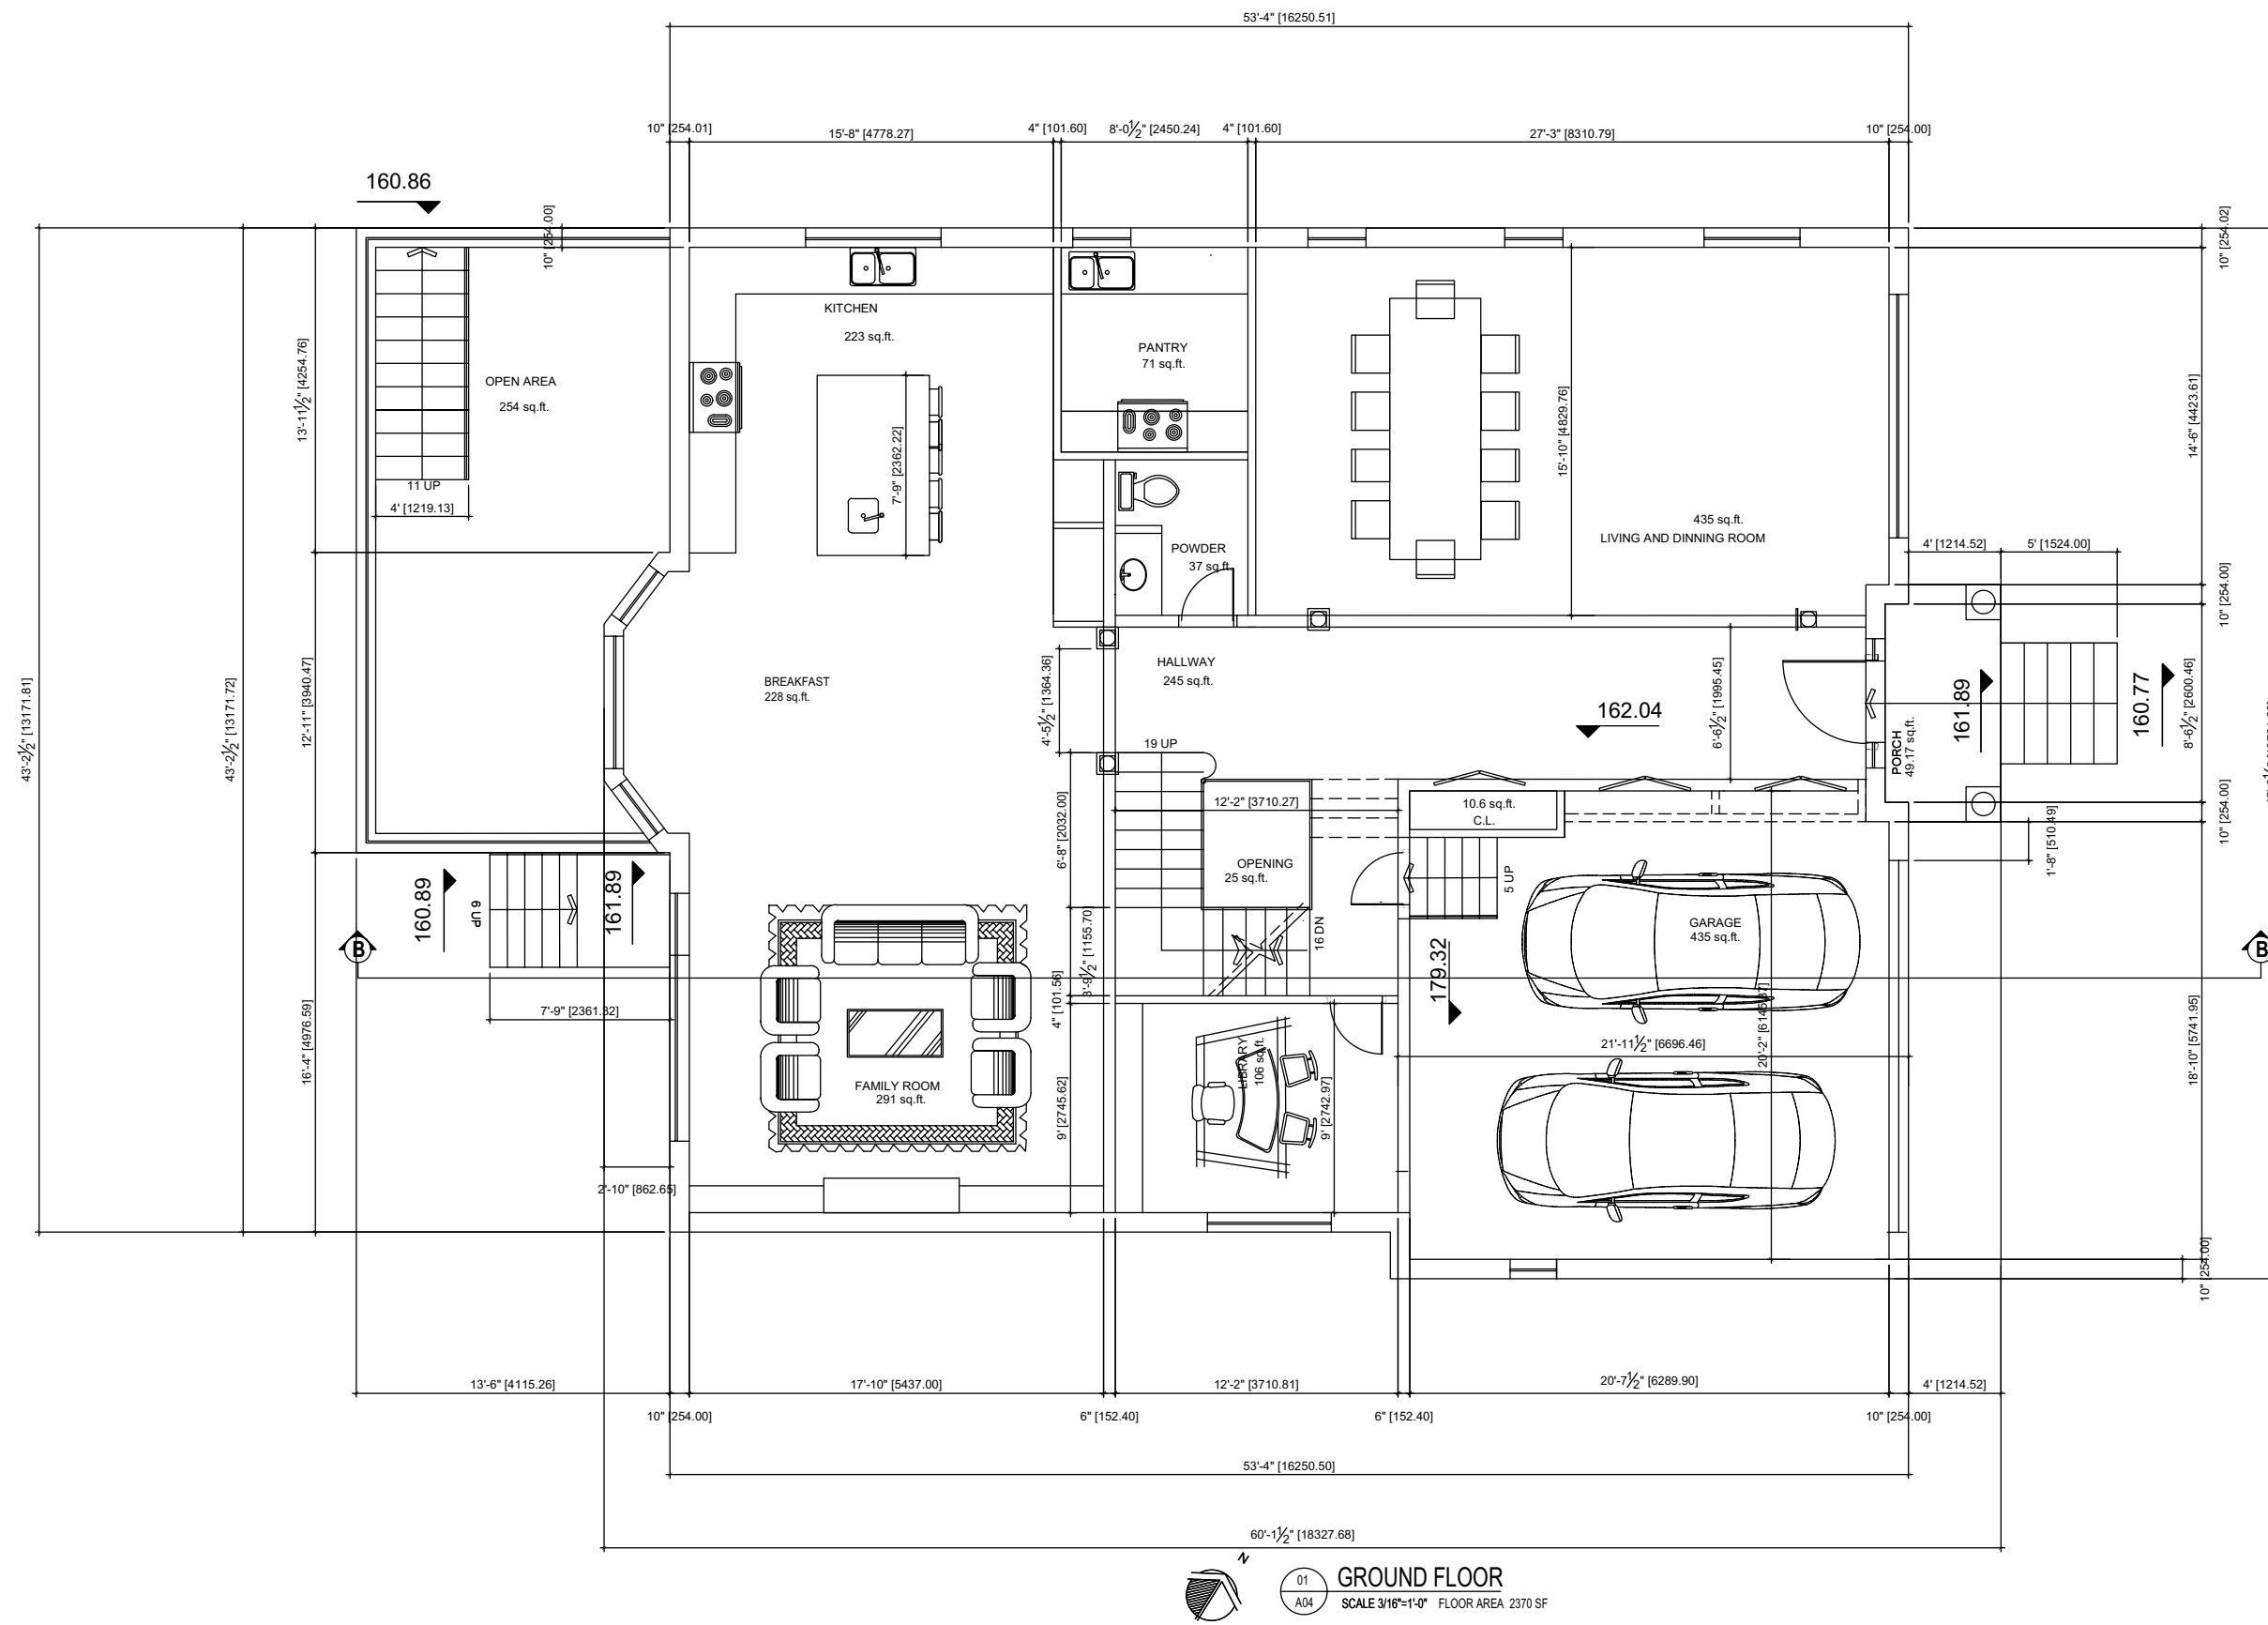 53'-4" [16250.51]
10" [254.01]
15'-8" [4778.27]
4" [101.60]
8'-0½" [2450.24]
4" [101.60]
27'-3" [8310.79]
10" [254.00]
160.86
10" [254.00]
10" [254.02]
KITCHEN
223 sq.ft.
PANTRY
71 sq.ft.
OPEN AREA
254 sq.ft.
13'-11½" [4254.76]
7'-9" [2362.22]
15'-10" [4829.76]
14'-6" [4423.61]
11 UP
4' [1219.13]
435 sq.ft.
LIVING AND DINNING ROOM
POWDER
37 sq.ft.
4' [1214.52]
5' [1524.00]
10" [254.00]
43'-2½" [13171.81]
43'-2½" [13171.72]
12'-11" [3940.47]
BREAKFAST
228 sq.ft.
HALLWAY
245 sq.ft.
4'-5½" [1364.36]
6'-6½" [1995.45]
162.04
161.89
160.77
8'-6½" [2600.46]
PORCH
49.17 sq.ft.
19 UP
12'-2" [3710.27]
10.6 sq.ft.
C.L.
6'-8" [2032.00]
10" [254.00]
1'-8" [510.49]
OPENING
25 sq.ft.
5 UP
160.89
6 UP
161.89
B
GARAGE
435 sq.ft.
16 DN
3'-9½" [1155.70]
179.32
B
7'-9" [2361.82]
4" [101.56]
16'-4" [4976.59]
21'-11½" [6696.46]
18'-10" [5741.95]
LIBRARY
106 sq.ft.
FAMILY ROOM
291 sq.ft.
9' [2745.62]
9' [2742.97]
2'-10" [862.65]
10" [254.00]
13'-6" [4115.26]
17'-10" [5437.00]
12'-2" [3710.81]
20'-7½" [6289.90]
4' [1214.52]
10" [254.00]
6" [152.40]
6" [152.40]
10" [254.00]
53'-4" [16250.50]
60'-1½" [18327.68]
N
01
A04
GROUND FLOOR
SCALE 3/16"=1'-0" FLOOR AREA 2370 SF